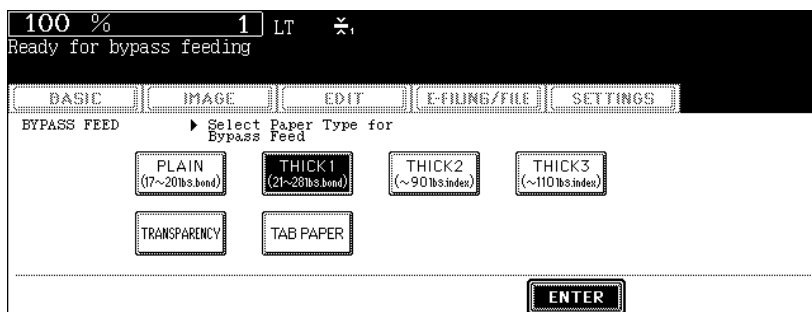 100 % 1 LT 1
Ready for bypass feeding
BASIC IMAGE EDIT E-FILING/FILE SETTINGS
BYPASS FEED ▶ Select Paper Type for
Bypass Feed
PLAIN THICK1 THICK2 THICK3
(17~20lbs.bond) (21~28lbs.bond) (~90lbs.index) (~110lbs.index)
TRANSPARENCY TAB PAPER
ENTER